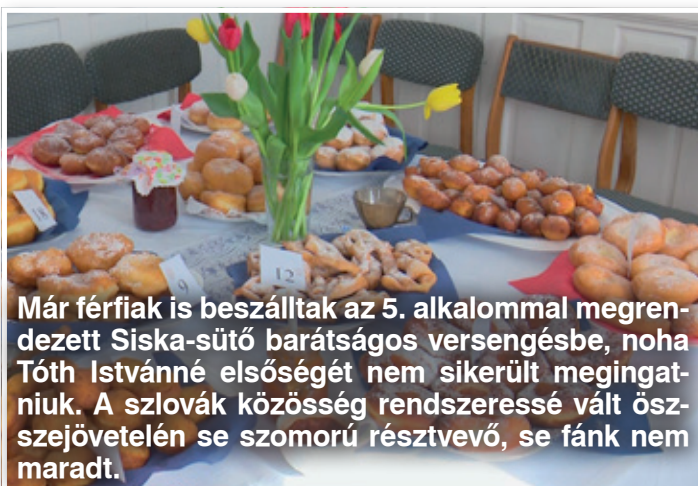 18
9
12
Már férfiak is beszálltak az 5. alkalommal megren-
dezett Siska-sütő barátságos versengésbe, noha
Tóth Istvánné elsőségét nem sikerült megingat-
niuk. A szlovák közösség rendszeressé vált ösz-
szejövetelén se szomorú résztvevő, se fánk nem
maradt.